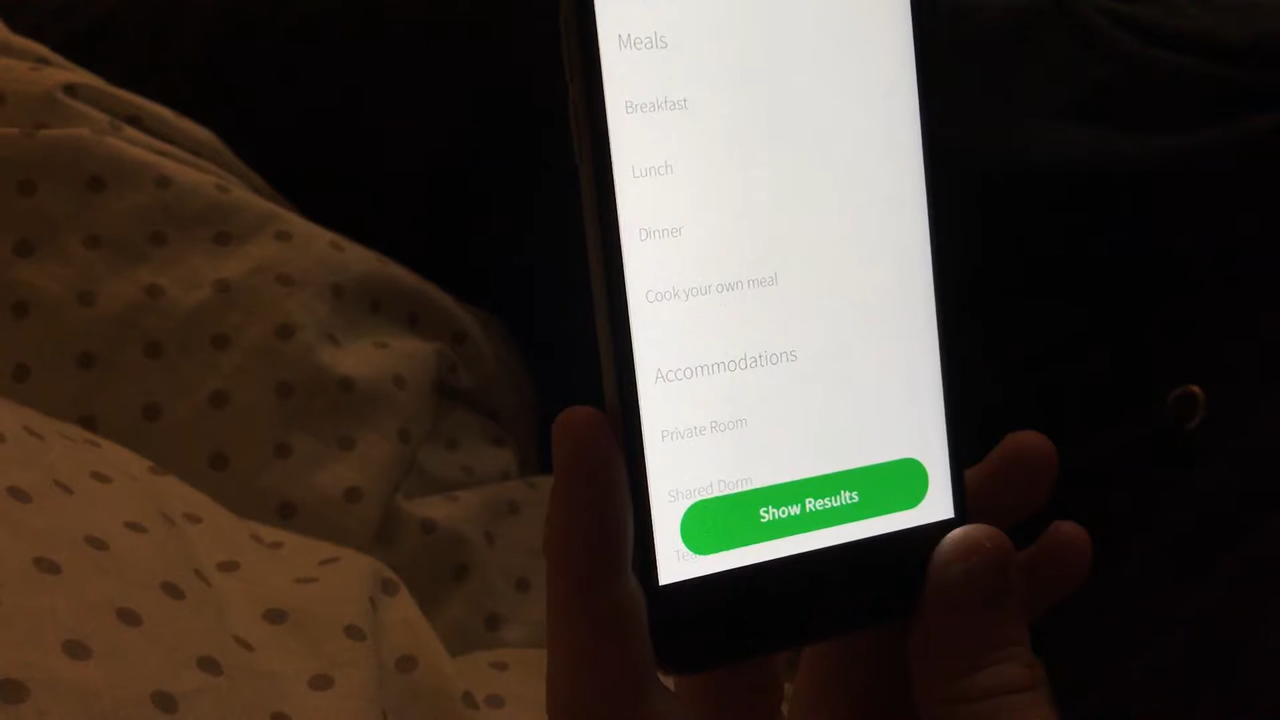 Meals
Breakfast
Lunch
Dinner
Cook your own meal
Accommodations
Private Room
Shared Dorm
Show Results